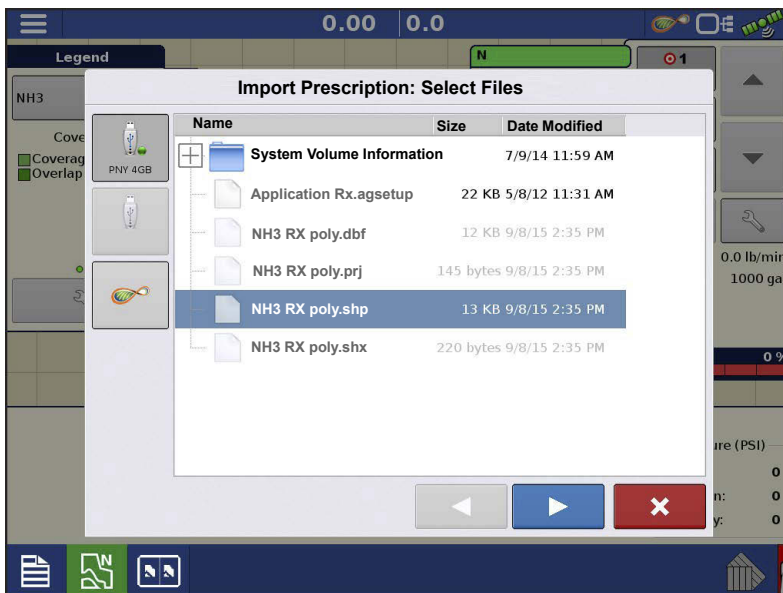 0.00 0.0
Legend
N
1
NH3
Import Prescription: Select Files
Name Size Date Modified
System Volume Information 7/9/14 11:59 AM
Application Rx.agsetup 22 KB 5/8/12 11:31 AM
NH3 RX poly.dbf 12 KB 9/8/15 2:35 PM
NH3 RX poly.prj 145 bytes 9/8/15 2:35 PM
NH3 RX poly.shp 13 KB 9/8/15 2:35 PM
NH3 RX poly.shx 220 bytes 9/8/15 2:35 PM
PNY 4GB
Cove
Coverag
Overlap
0.0 lb/min
1000 ga
0 %
ure (PSI)
0
n: 0
y: 0
N